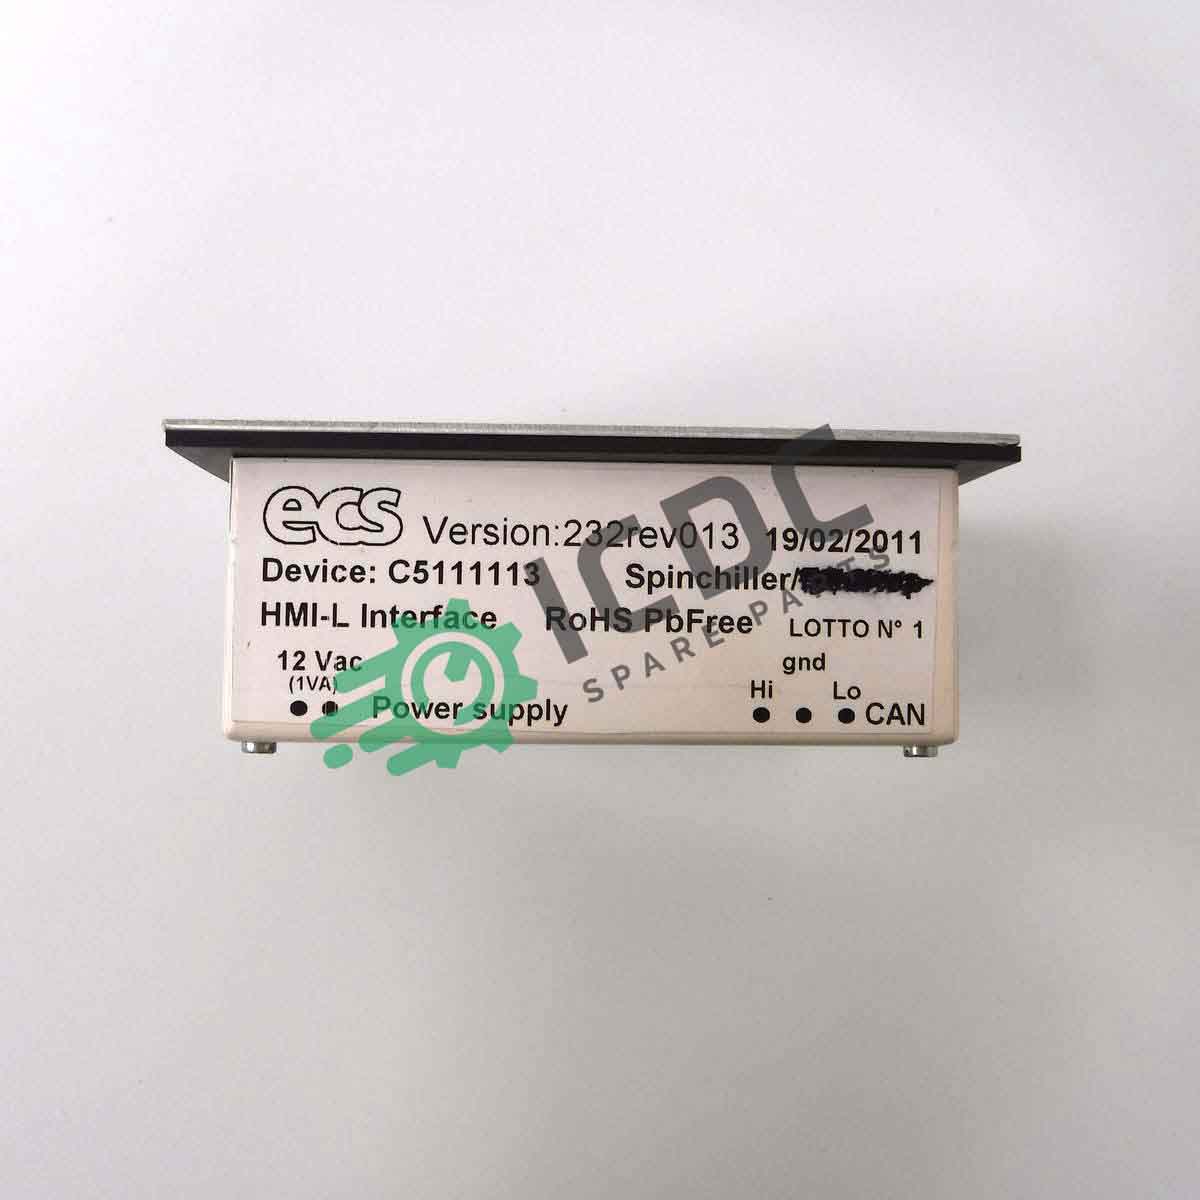 ecs Version:232rev013 19/02/2011
Device: C5111113 Spinchiller/
HMI-L Interface RoHS PbFree LOTTO N° 1
12 Vac gnd
(1VA) Hi Lo
Power supply CAN
ICDC
SPARE PARTS